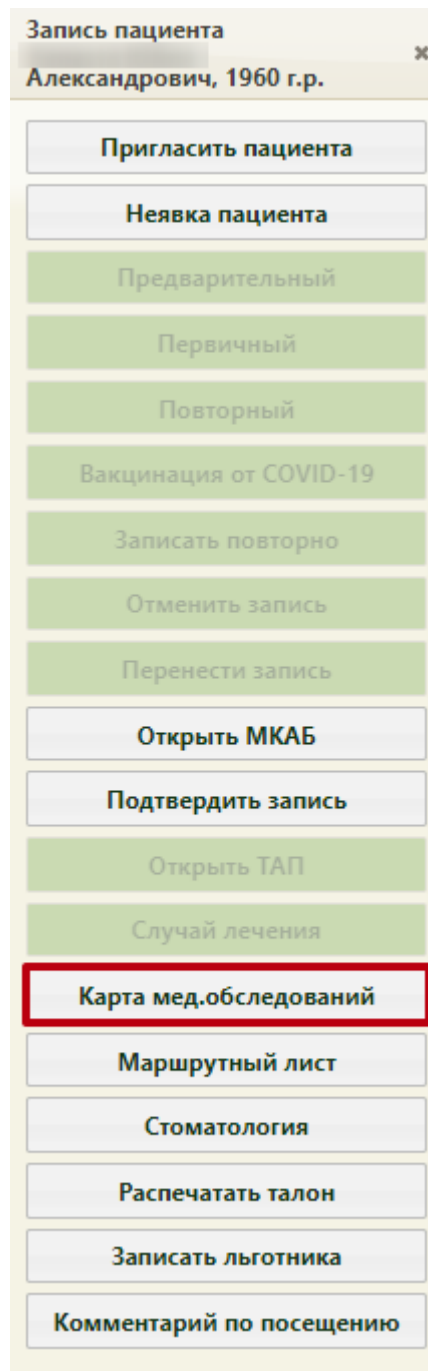 Запись пациента
Александрович, 1960 г.р.
Пригласить пациента
Неявка пациента
Предварительный
Первичный
Повторный
Вакцинация от COVID-19
Записать повторно
Отменить запись
Перенести запись
Открыть МКАБ
Подтвердить запись
Открыть ТАП
Случай лечения
Карта мед.обследований
Маршрутный лист
Стоматология
Распечатать талон
Записать льготника
Комментарий по посещению